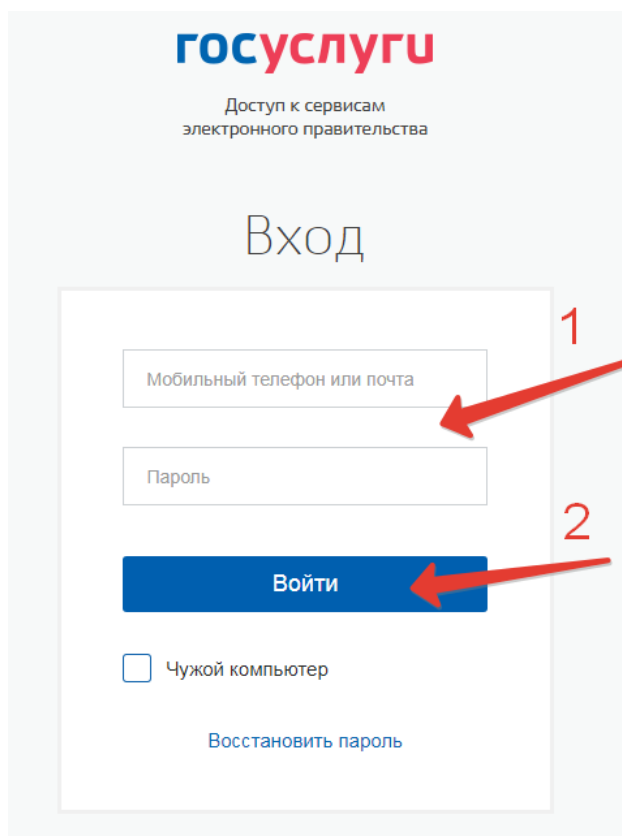 госуслуги
Доступ к сервисам
электронного правительства
Вход
1
Мобильный телефон или почта
Пароль
2
Войти
Чужой компьютер
Восстановить пароль